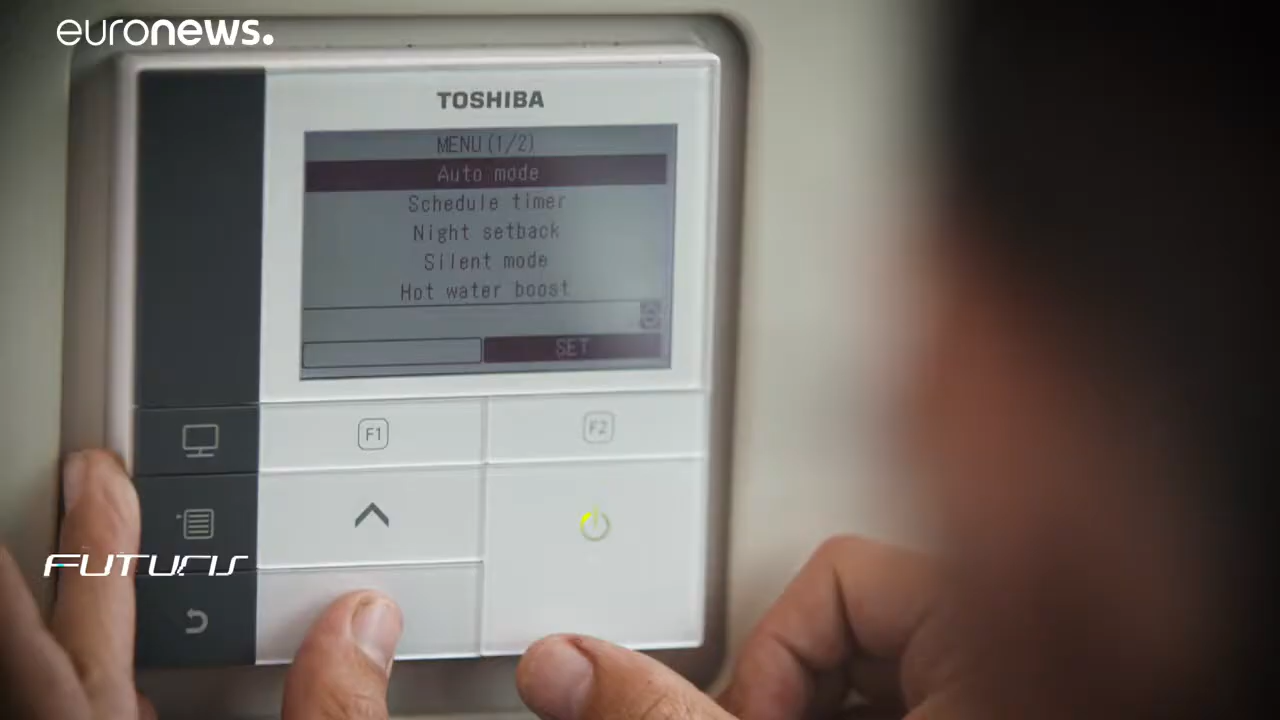 euronews.
TOSHIBA
MENU(1/2)
Auto mode
Schedule timer
Night setback
Silent mode
Hot water boost
SET
F1
F2
FUTURIS